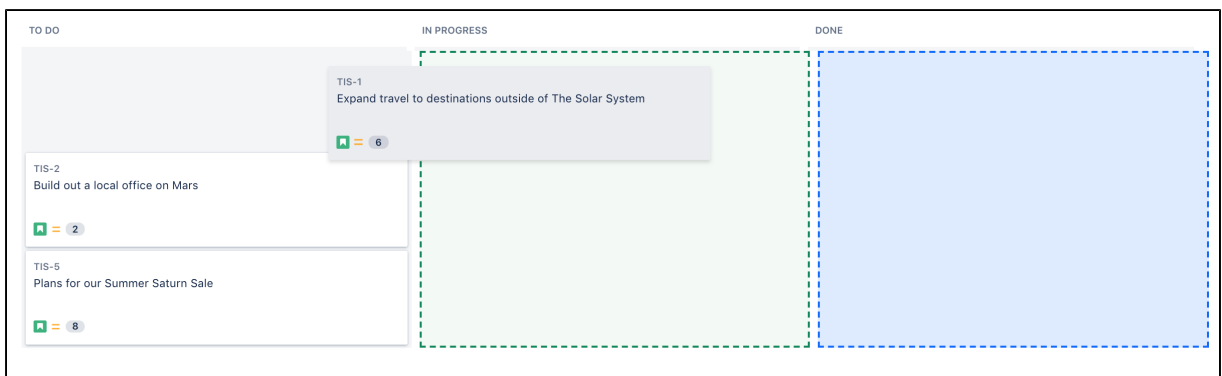 TO DO
IN PROGRESS
DONE
TIS-1
Expand travel to destinations outside of The Solar System
6
TIS-2
Build out a local office on Mars
2
TIS-5
Plans for our Summer Saturn Sale
8